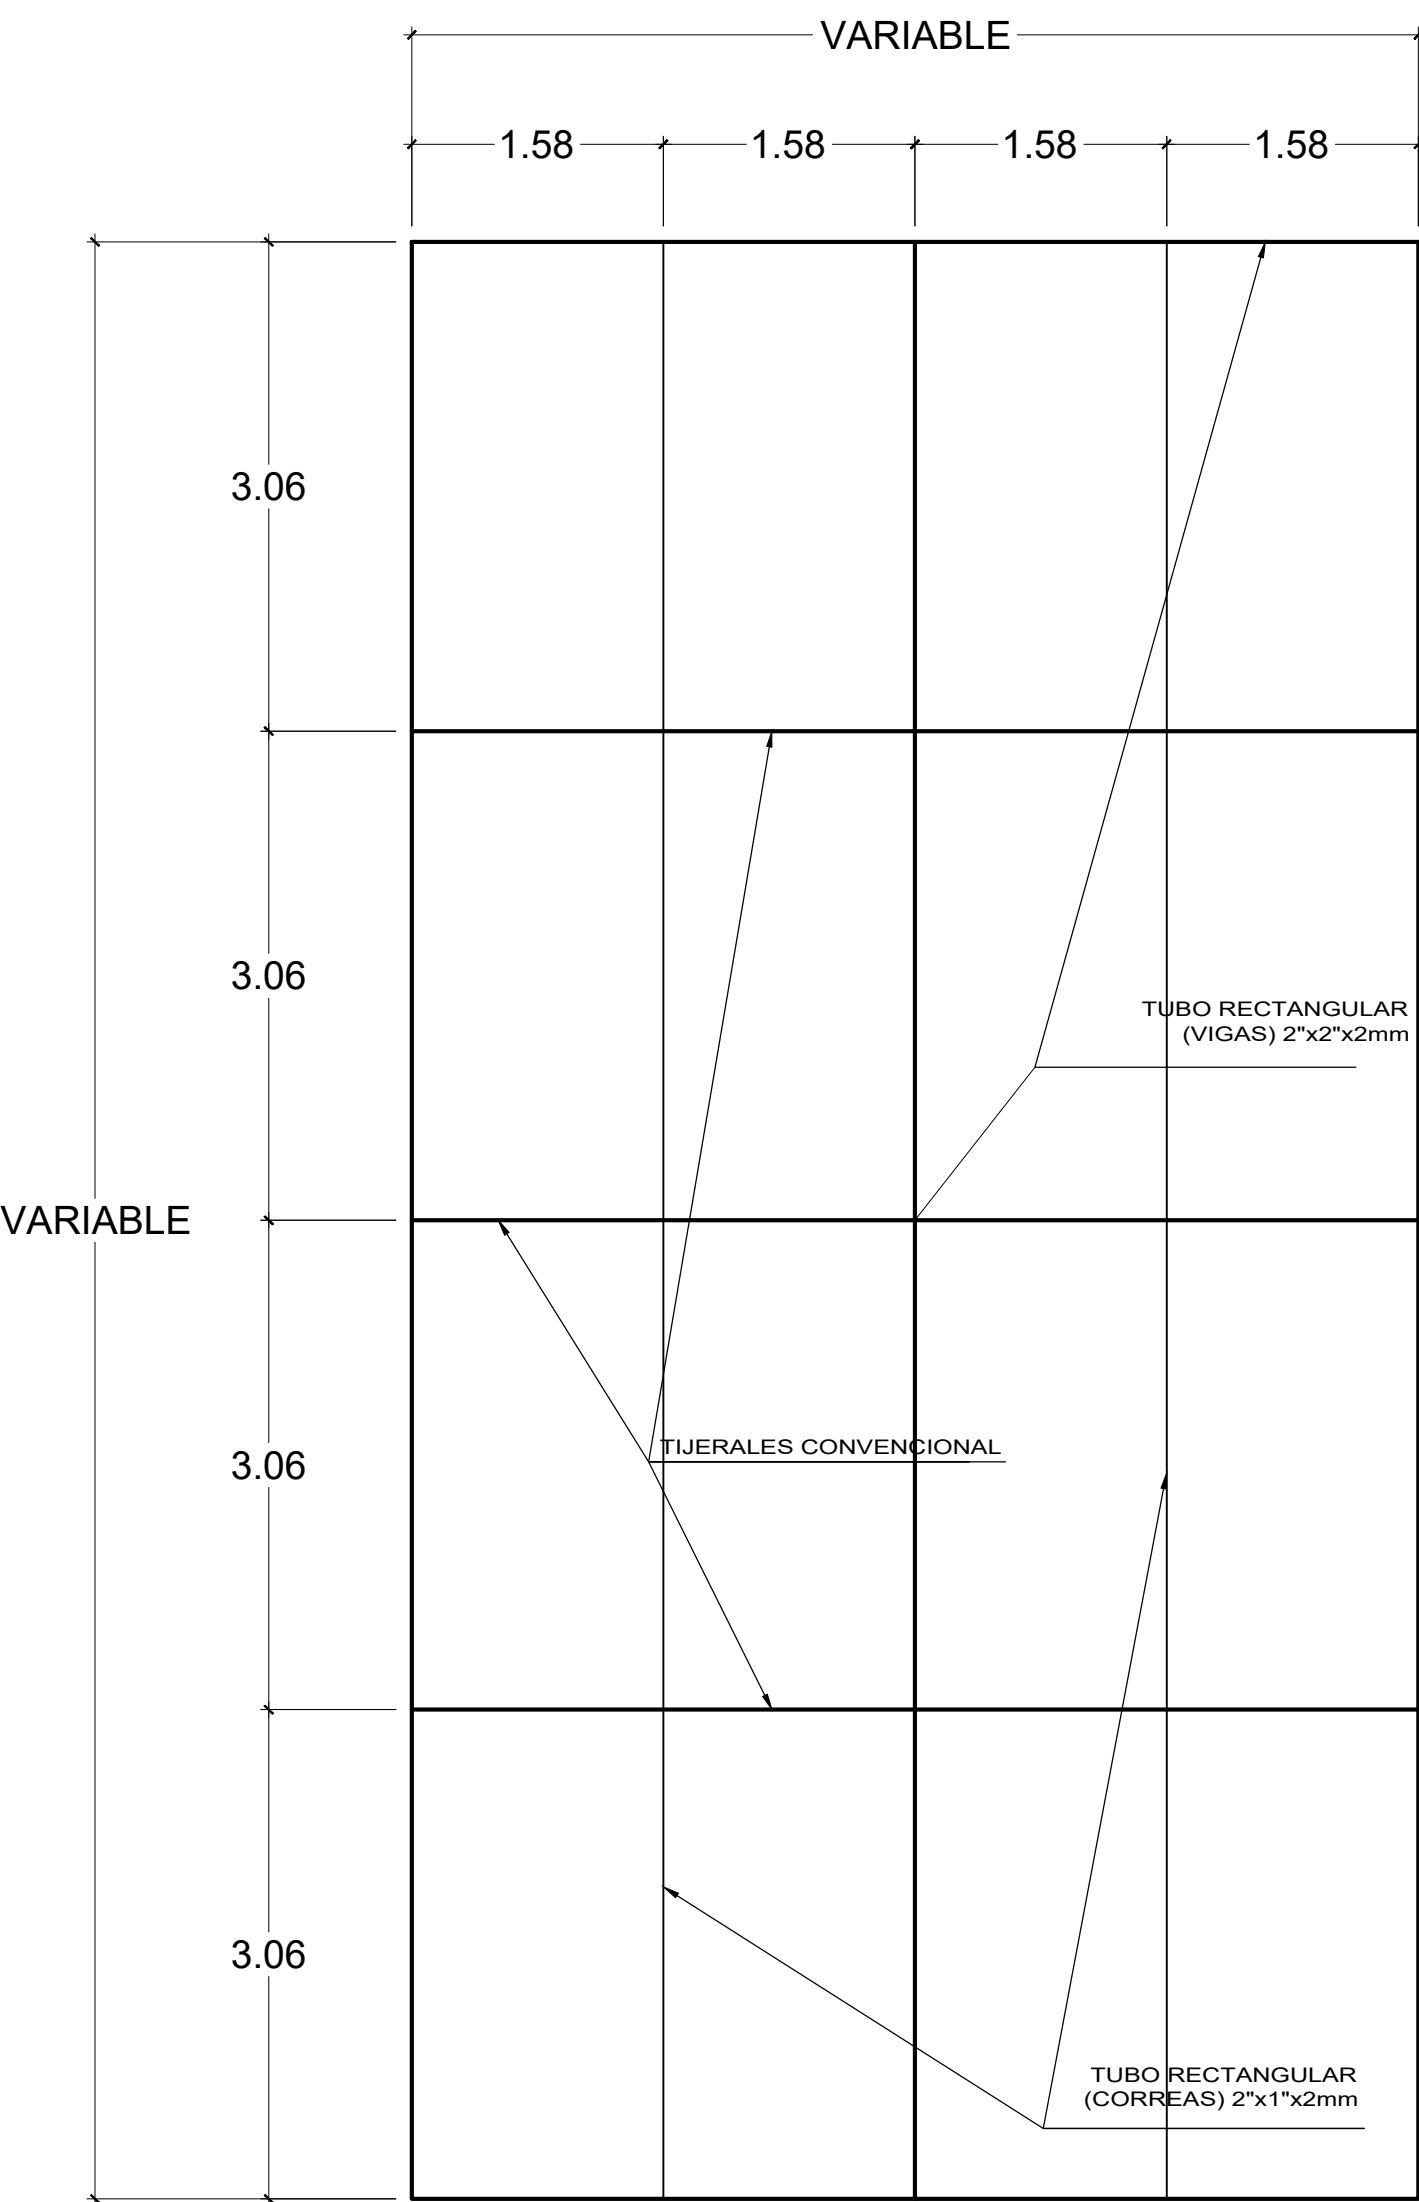 VARIABLE
1.58 1.58 1.58 1.58
3.06
3.06
TUBO RECTANGULAR
(VIGAS) 2"x2"x2mm
VARIABLE
TIJERALES CONVENCIONAL
3.06
3.06
TUBO RECTANGULAR
(CORREAS) 2"x1"x2mm